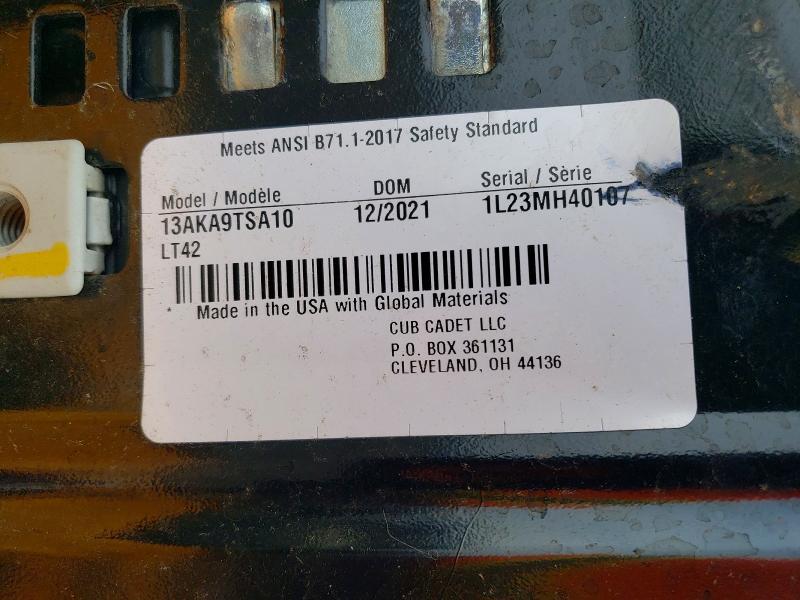 Meets ANSI B71.1-2017 Safety Standard
Model / Modèle DOM Serial / Sèrie
13AKA9TSA10 12/2021 1L23MH40107
LT42
* Made in the USA with Global Materials
CUB CADET LLC
P.O. BOX 361131
CLEVELAND, OH 44136